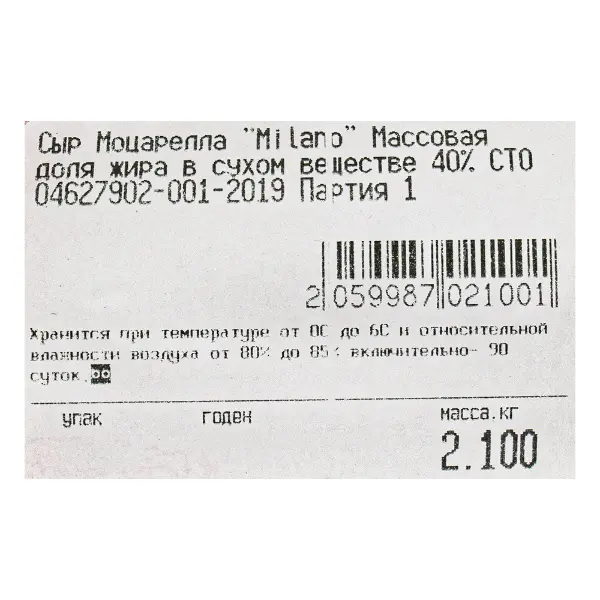 Сыр Моцарелла "Milano" Массовая
доля жира в сухом веществе 40% СТО
04627902-001-2019 Партия 1
2 059987 021001
Хранится при температуре от 0С до 6С и относительной
влажности воздуха от 80% до 85% включительно- 90
суток.
упак годен масса.кг
2.100